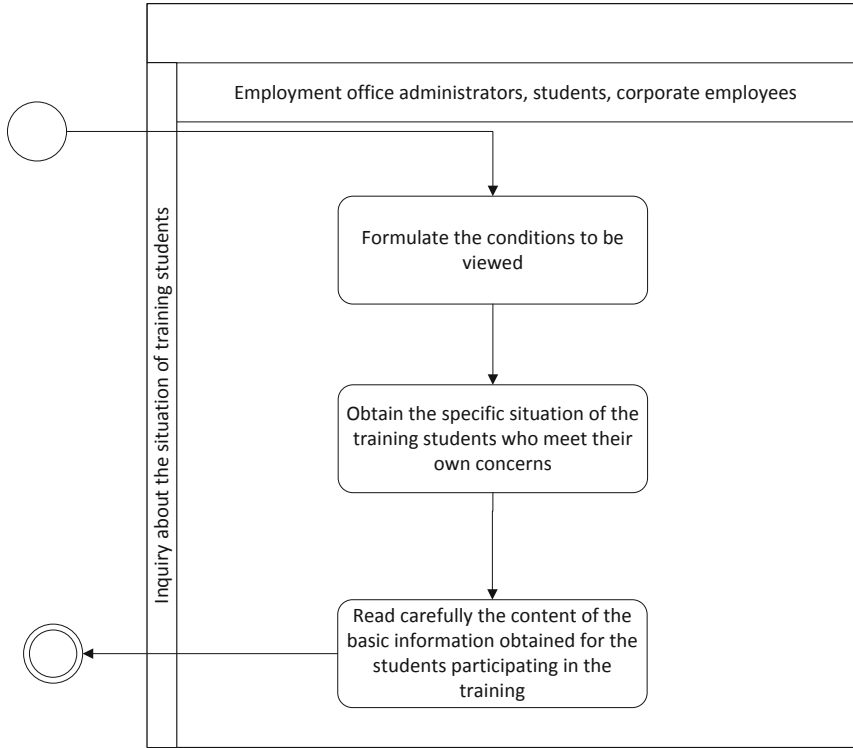 Employment office administrators, students, corporate employees
Inquiry about the situation of training students
Formulate the conditions to be
viewed
Obtain the specific situation of the
training students who meet their
own concerns
Read carefully the content of the
basic information obtained for the
students participating in the
training